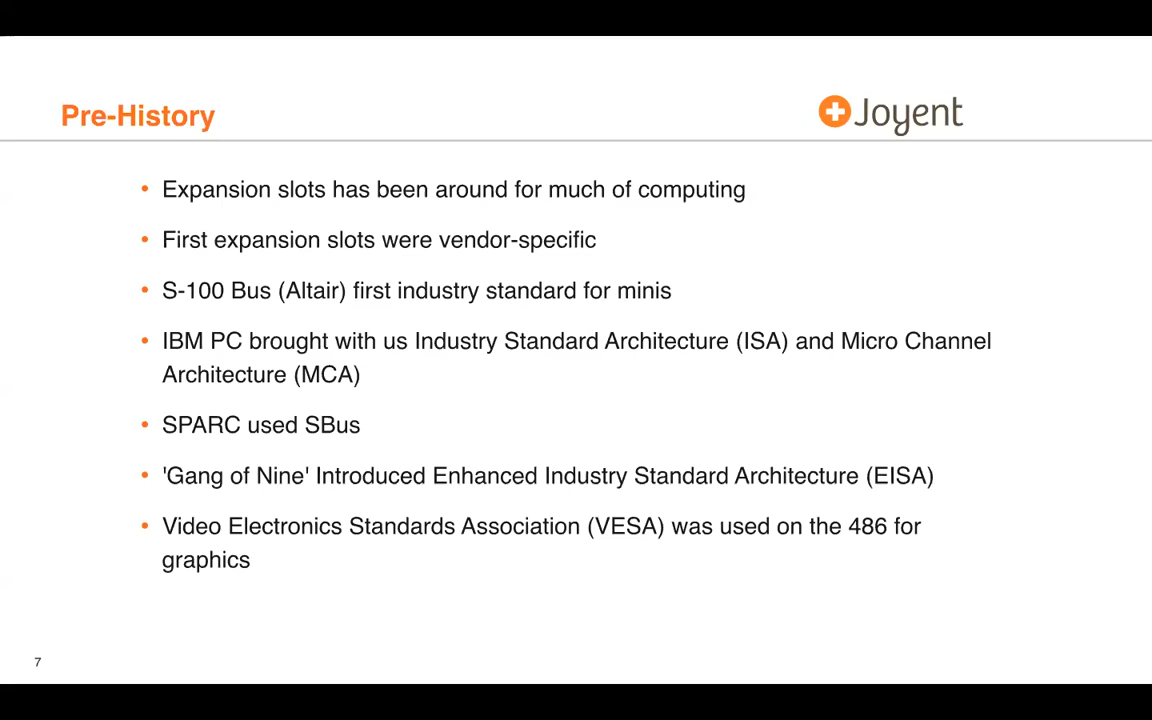 Pre-History
Joyent
• Expansion slots has been around for much of computing
• First expansion slots were vendor-specific
• S-100 Bus (Altair) first industry standard for minis
• IBM PC brought with us Industry Standard Architecture (ISA) and Micro Channel
Architecture (MCA)
• SPARC used SBus
• 'Gang of Nine' Introduced Enhanced Industry Standard Architecture (EISA)
• Video Electronics Standards Association (VESA) was used on the 486 for
graphics
7